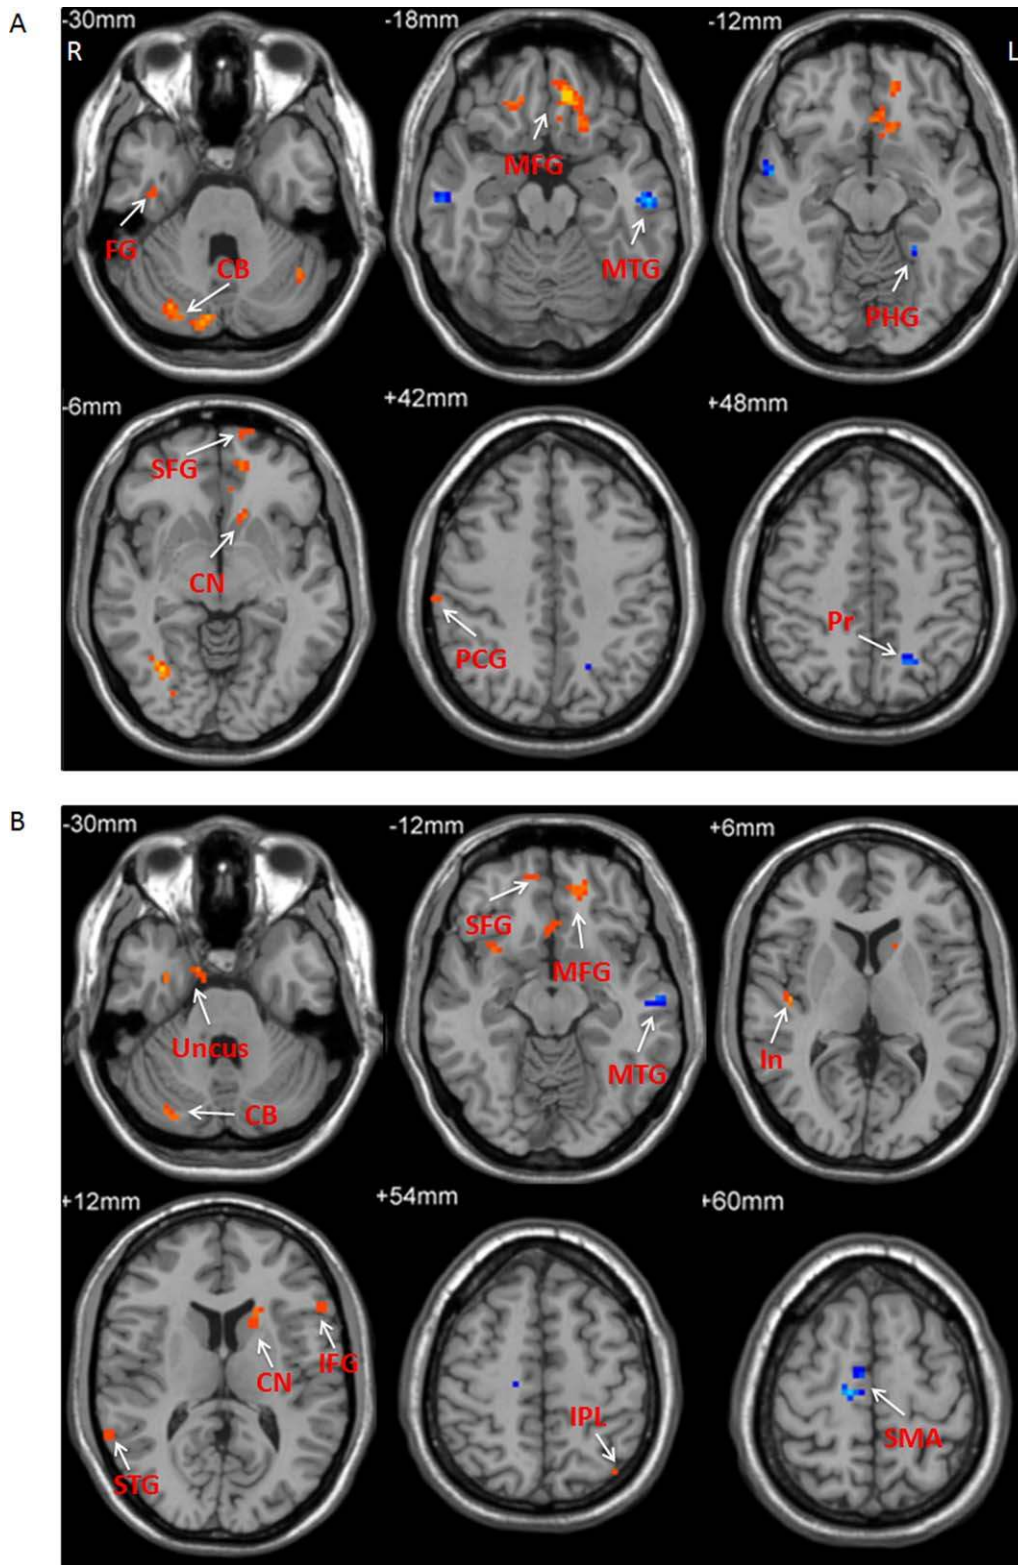 A
-30mm
-18mm
-12mm
R
L
MFG
FG
CB
MTG
PHG
-6mm
+42mm
+48mm
SFG
CN
PCG
Pr
B
-30mm
-12mm
+6mm
SFG
MFG
Uncus
In
MTG
CB
+12mm
+54mm
+60mm
IFG
CN
IPL
SMA
STG